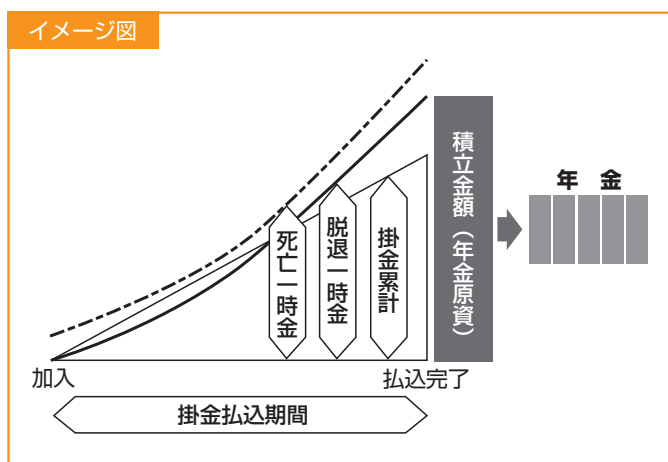 イメージ図
死亡一時金
脱退一時金
掛金累計
積立金額（年金原資）
年 金
加入
払込完了
掛金払込期間